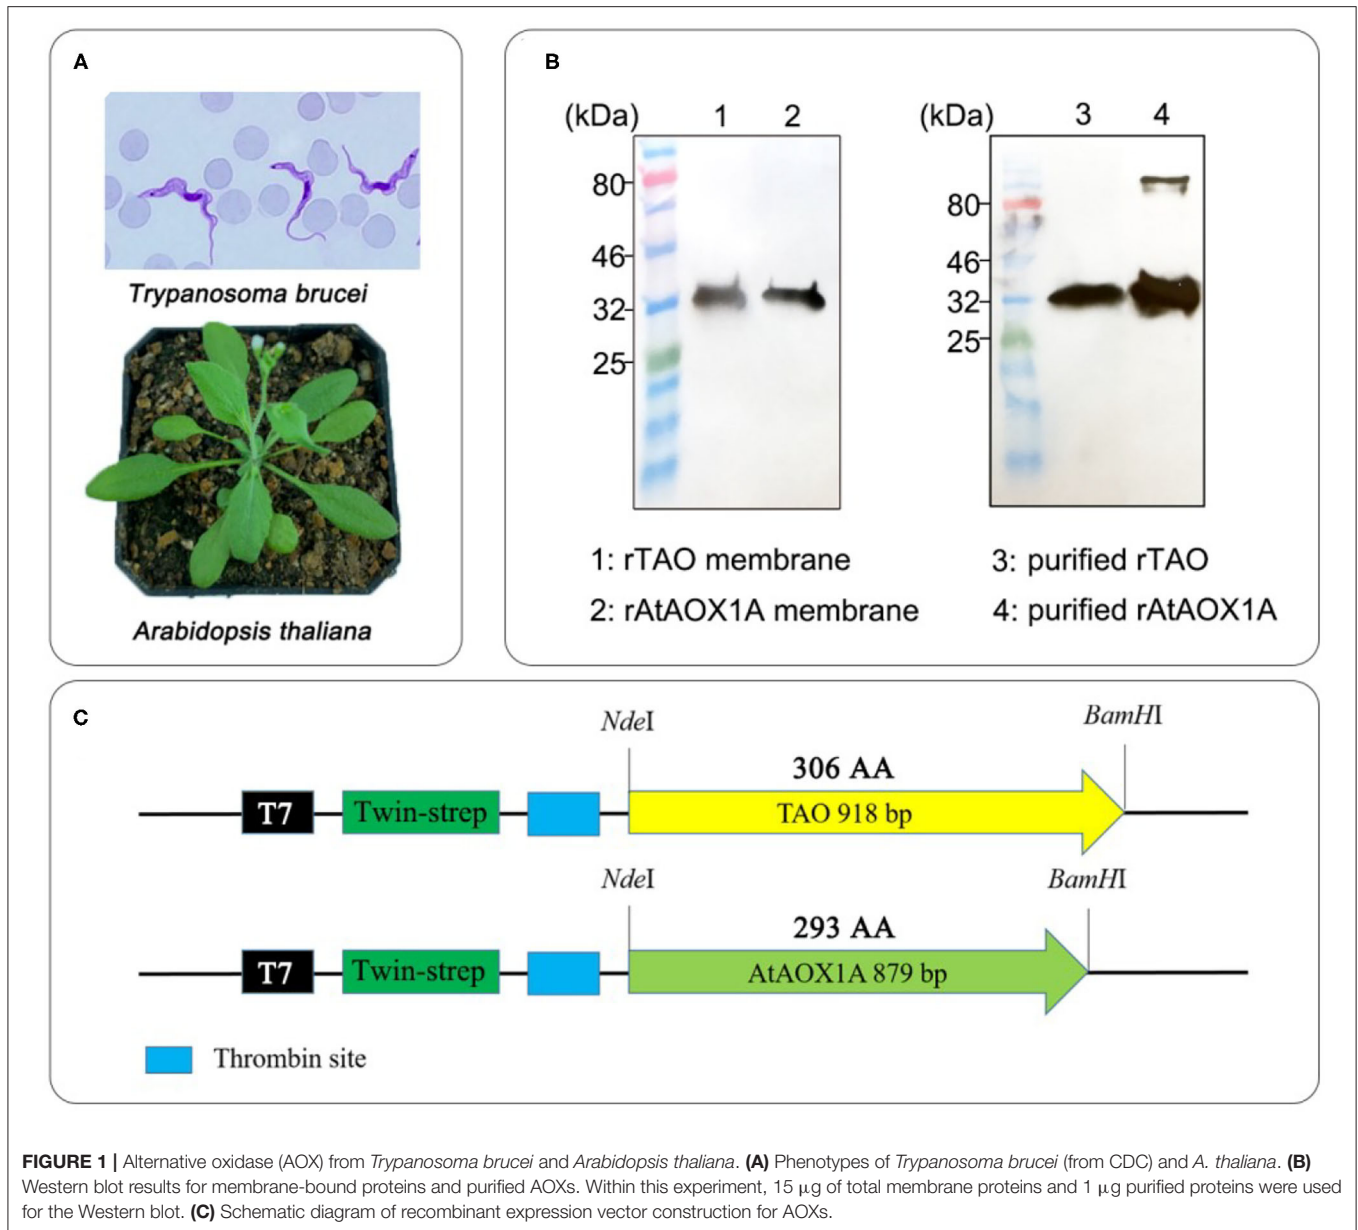 A
Trypanosoma brucei
Arabidopsis thaliana
B
(kDa) 1 2
80
46
32
25
1: rTAO membrane
2: rAtAOX1A membrane
(kDa) 3 4
80
46
32
25
3: purified rTAO
4: purified rAtAOX1A
C
NdeI
BamHI
306 AA
T7 Twin-strep TAO 918 bp
NdeI
BamHI
293 AA
T7 Twin-strep AtAOX1A 879 bp
Thrombin site
FIGURE 1 | Alternative oxidase (AOX) from Trypanosoma brucei and Arabidopsis thaliana. (A) Phenotypes of Trypanosoma brucei (from CDC) and A. thaliana. (B)
Western blot results for membrane-bound proteins and purified AOXs. Within this experiment, 15 μg of total membrane proteins and 1 μg purified proteins were used
for the Western blot. (C) Schematic diagram of recombinant expression vector construction for AOXs.